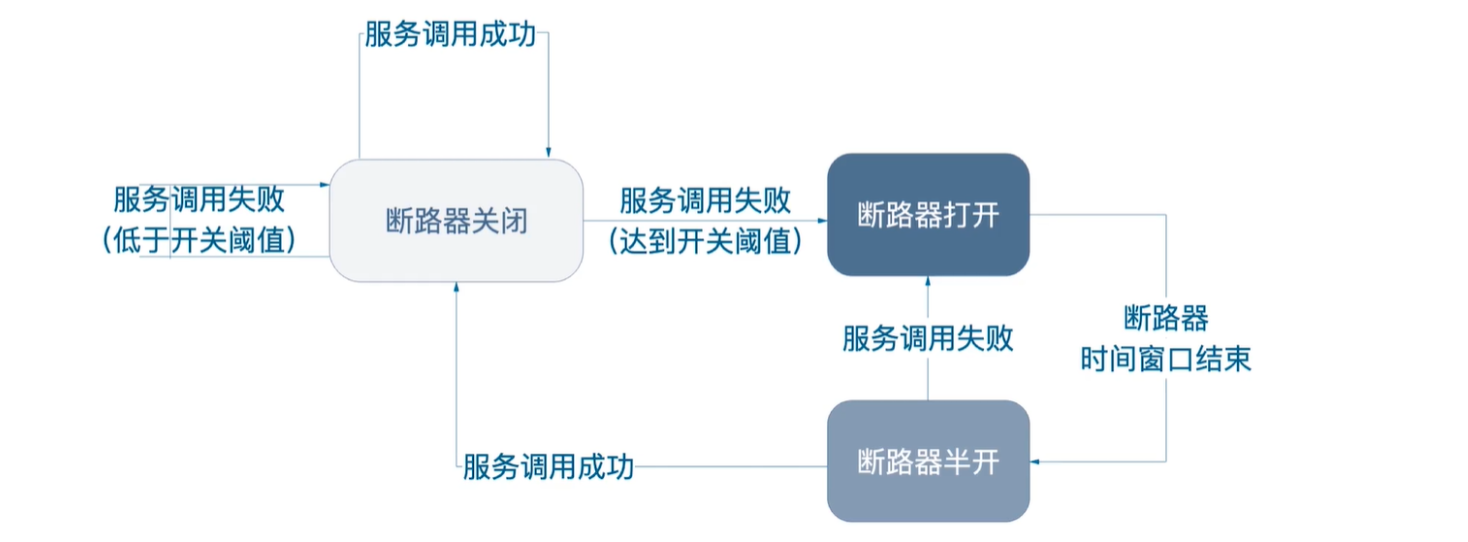 服务调用成功
服务调用失败
（低于开关阈值）
断路器关闭
服务调用失败
（达到开关阈值）
断路器打开
服务调用失败
断路器
时间窗口结束
服务调用成功
断路器半开